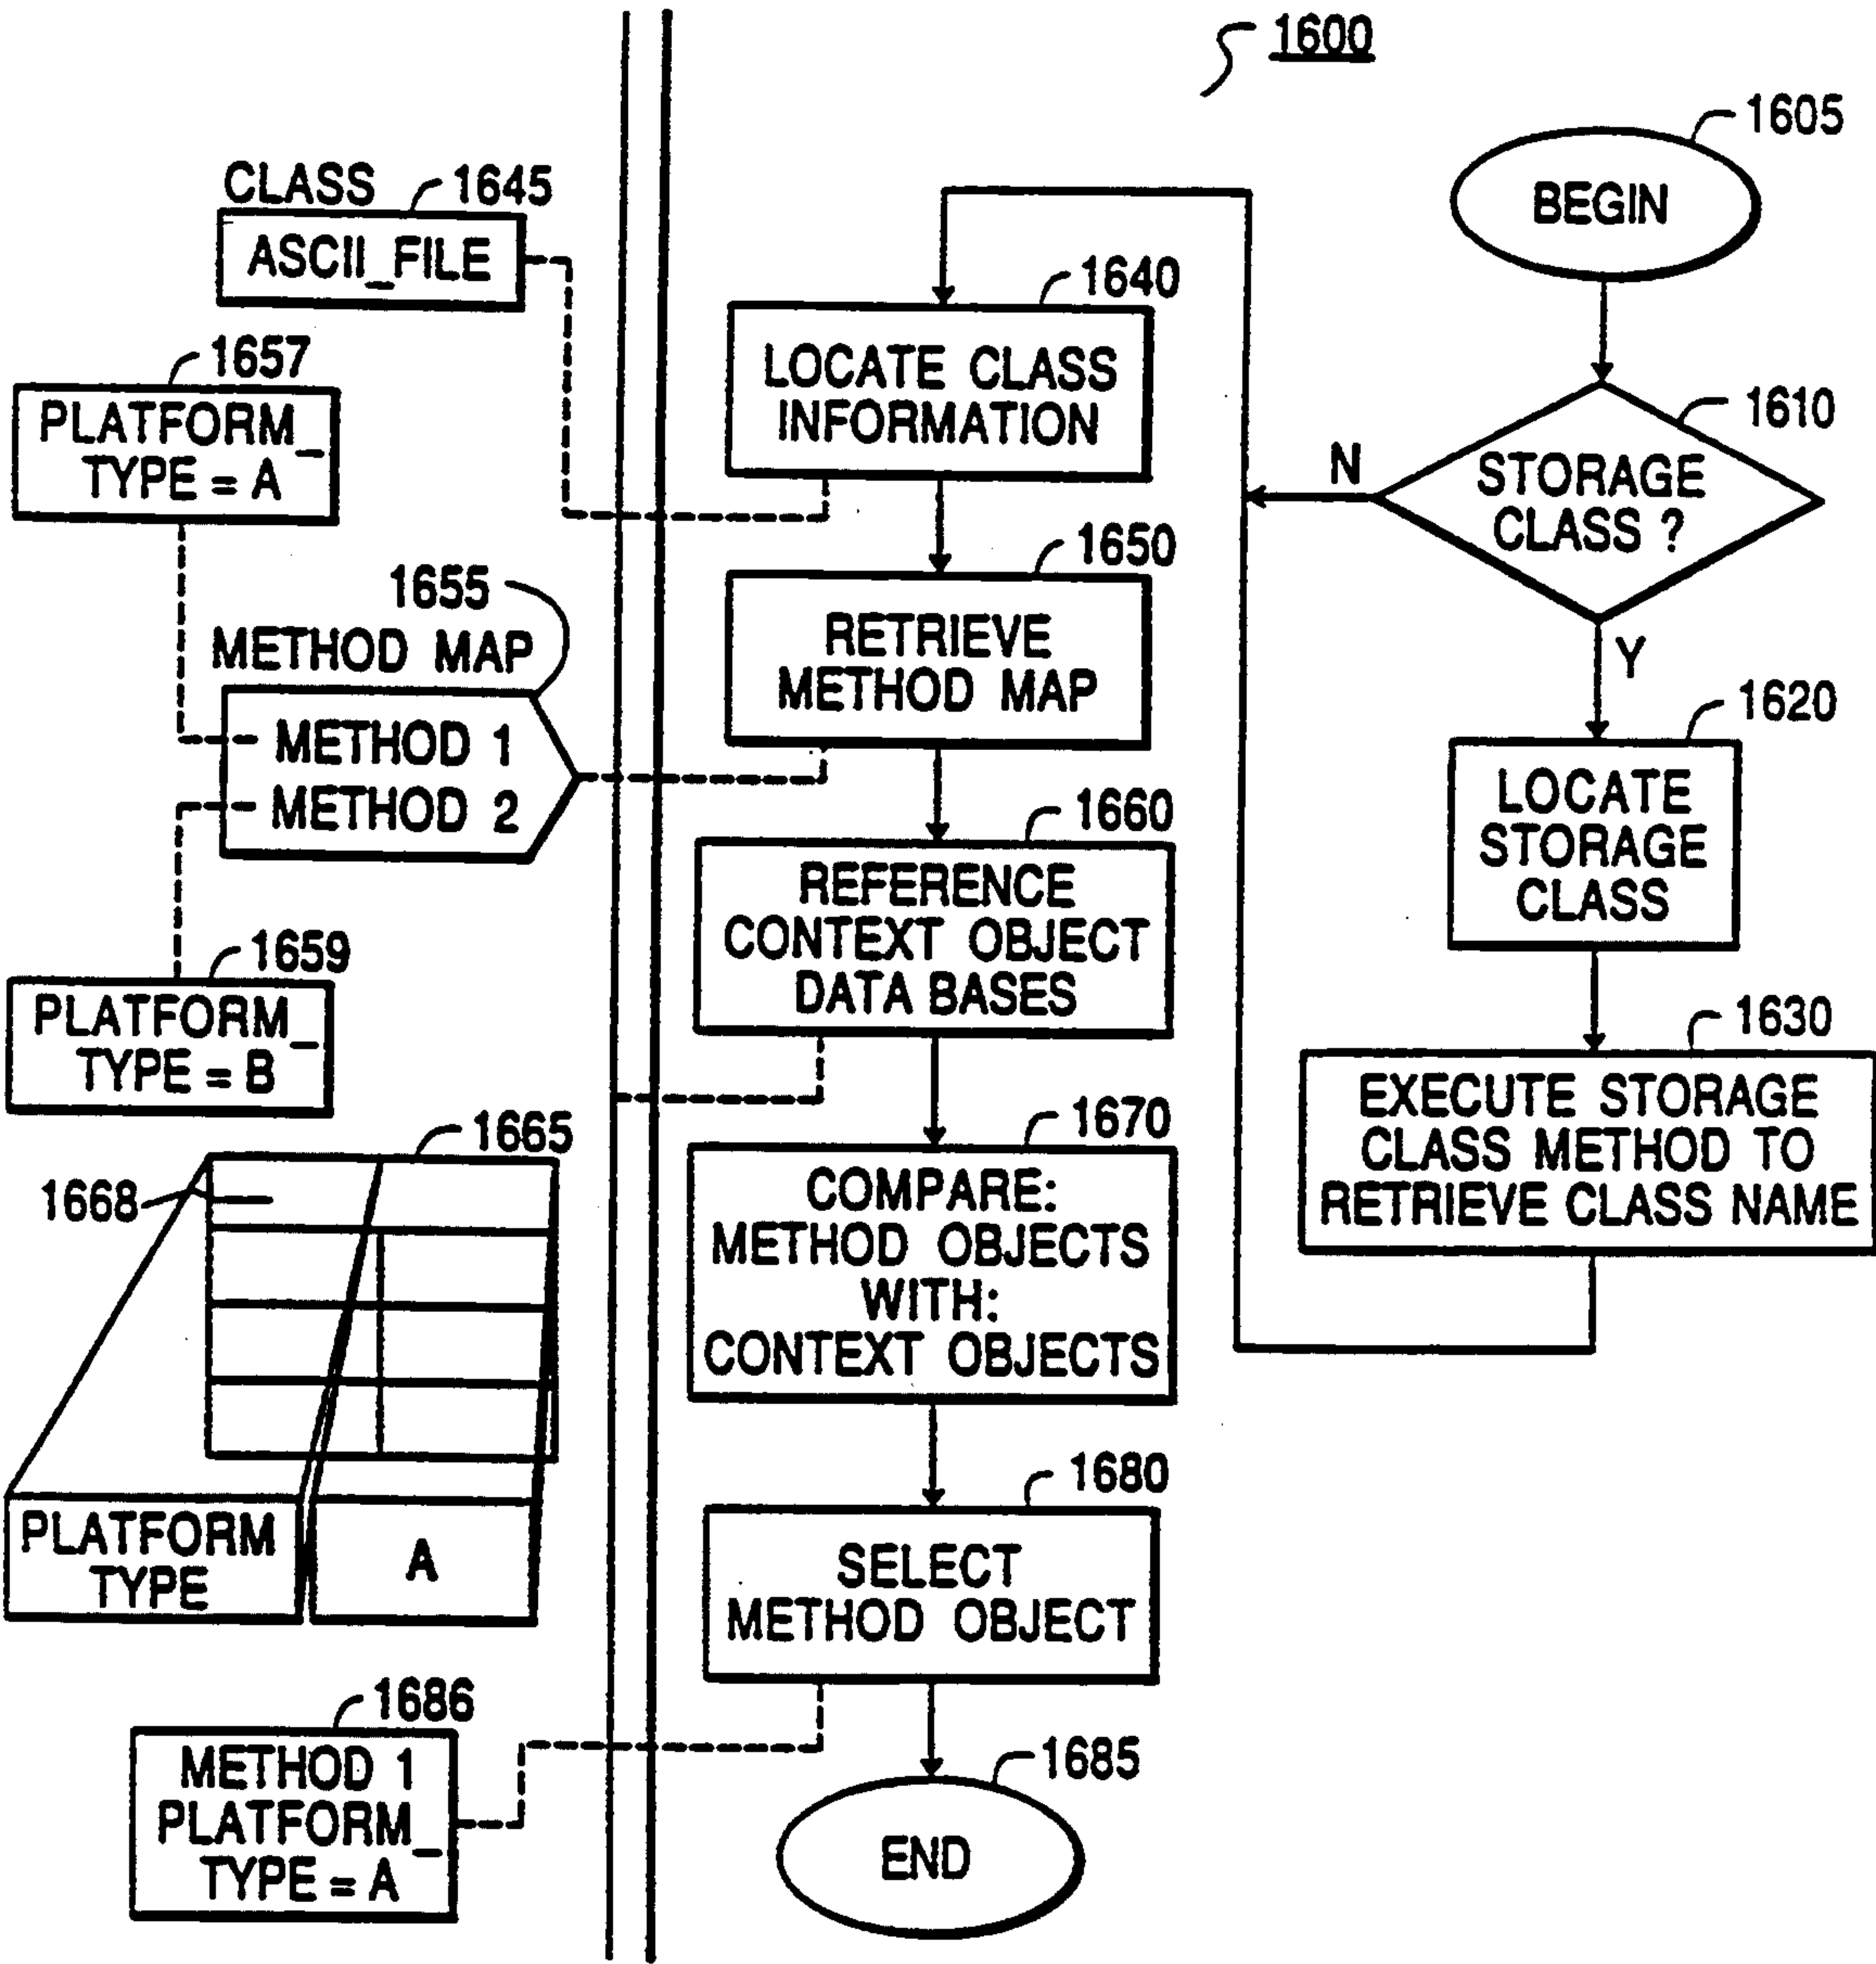 1600
1605
BEGIN
1610
STORAGE
CLASS ?
N
Y
1620
LOCATE
STORAGE
CLASS
1630
EXECUTE STORAGE
CLASS METHOD TO
RETRIEVE CLASS NAME
1640
LOCATE CLASS
INFORMATION
CLASS
1645
ASCII_FILE
1650
RETRIEVE
METHOD MAP
1657
PLATFORM_
TYPE = A
1655
METHOD MAP
METHOD 1
METHOD 2
1659
PLATFORM_
TYPE = B
1660
REFERENCE
CONTEXT OBJECT
DATA BASES
1665
1668
PLATFORM
TYPE
A
1670
COMPARE:
METHOD OBJECTS
WITH:
CONTEXT OBJECTS
1680
SELECT
METHOD OBJECT
1686
METHOD 1
PLATFORM_
TYPE = A
1685
END